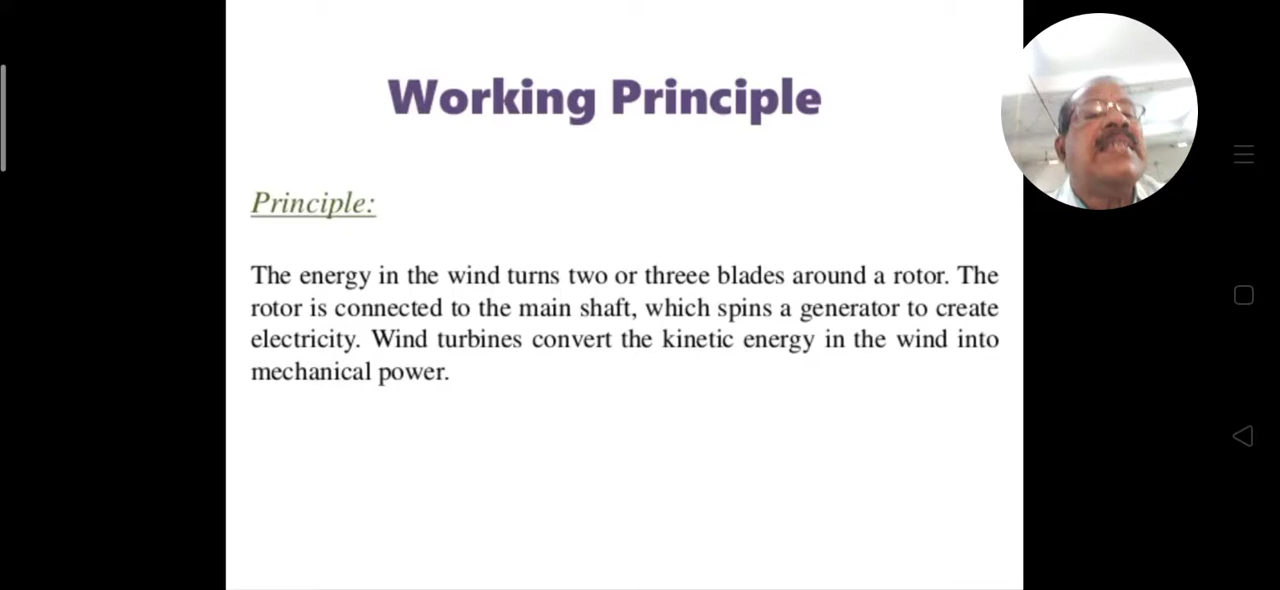 Working Principle
Principle:
The energy in the wind turns two or threee blades around a rotor. The
rotor is connected to the main shaft, which spins a generator to create
electricity. Wind turbines convert the kinetic energy in the wind into
mechanical power.